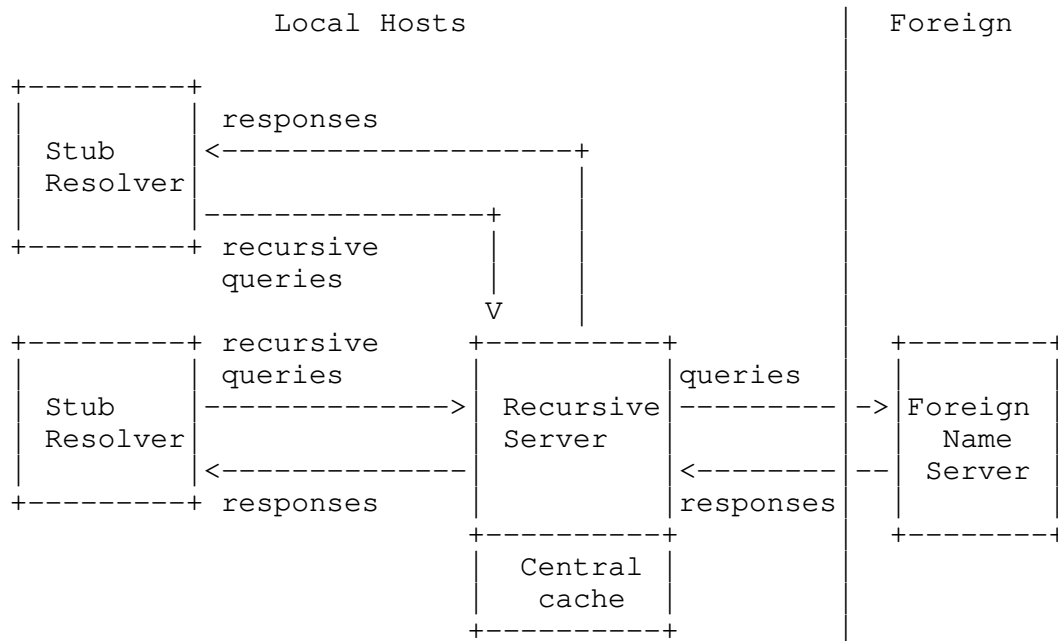 Local Hosts | Foreign
|
+---------+ |
| | responses |
| Stub |<--------------------+ |
| Resolver| | |
| |----------------+ | |
+---------+ recursive | | |
queries | | |
V | |
+---------+ recursive +----------+ | +--------+
| | queries | |queries | | |
| Stub |-------------->| Recursive|---------|->|Foreign |
| Resolver| | Server | | | Name |
| |<--------------| |<--------|--| Server |
+---------+ responses | |responses| | |
+----------+ | +--------+
| Central | |
| cache | |
+----------+ |